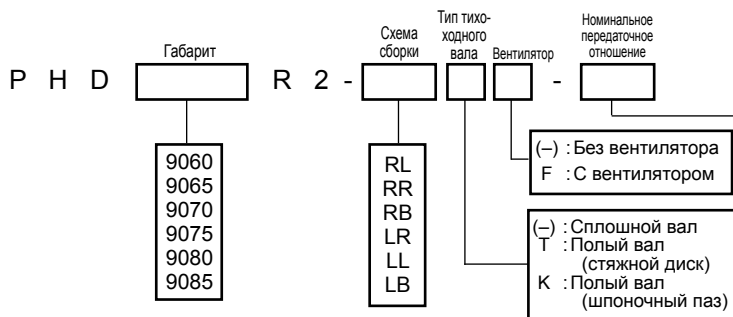 Габарит
Схема
сборки
Тип тихо-
ходного
вала
Вентилятор
Номинальное
передаточное
отношение
P H D R 2 - -
9060
9065
9070
9075
9080
9085
RL
RR
RB
LR
LL
LB
(–) : Без вентилятора
F : С вентилятором
(–) : Сплошной вал
T : Полый вал
(стяжной диск)
K : Полый вал
(шпоночный паз)